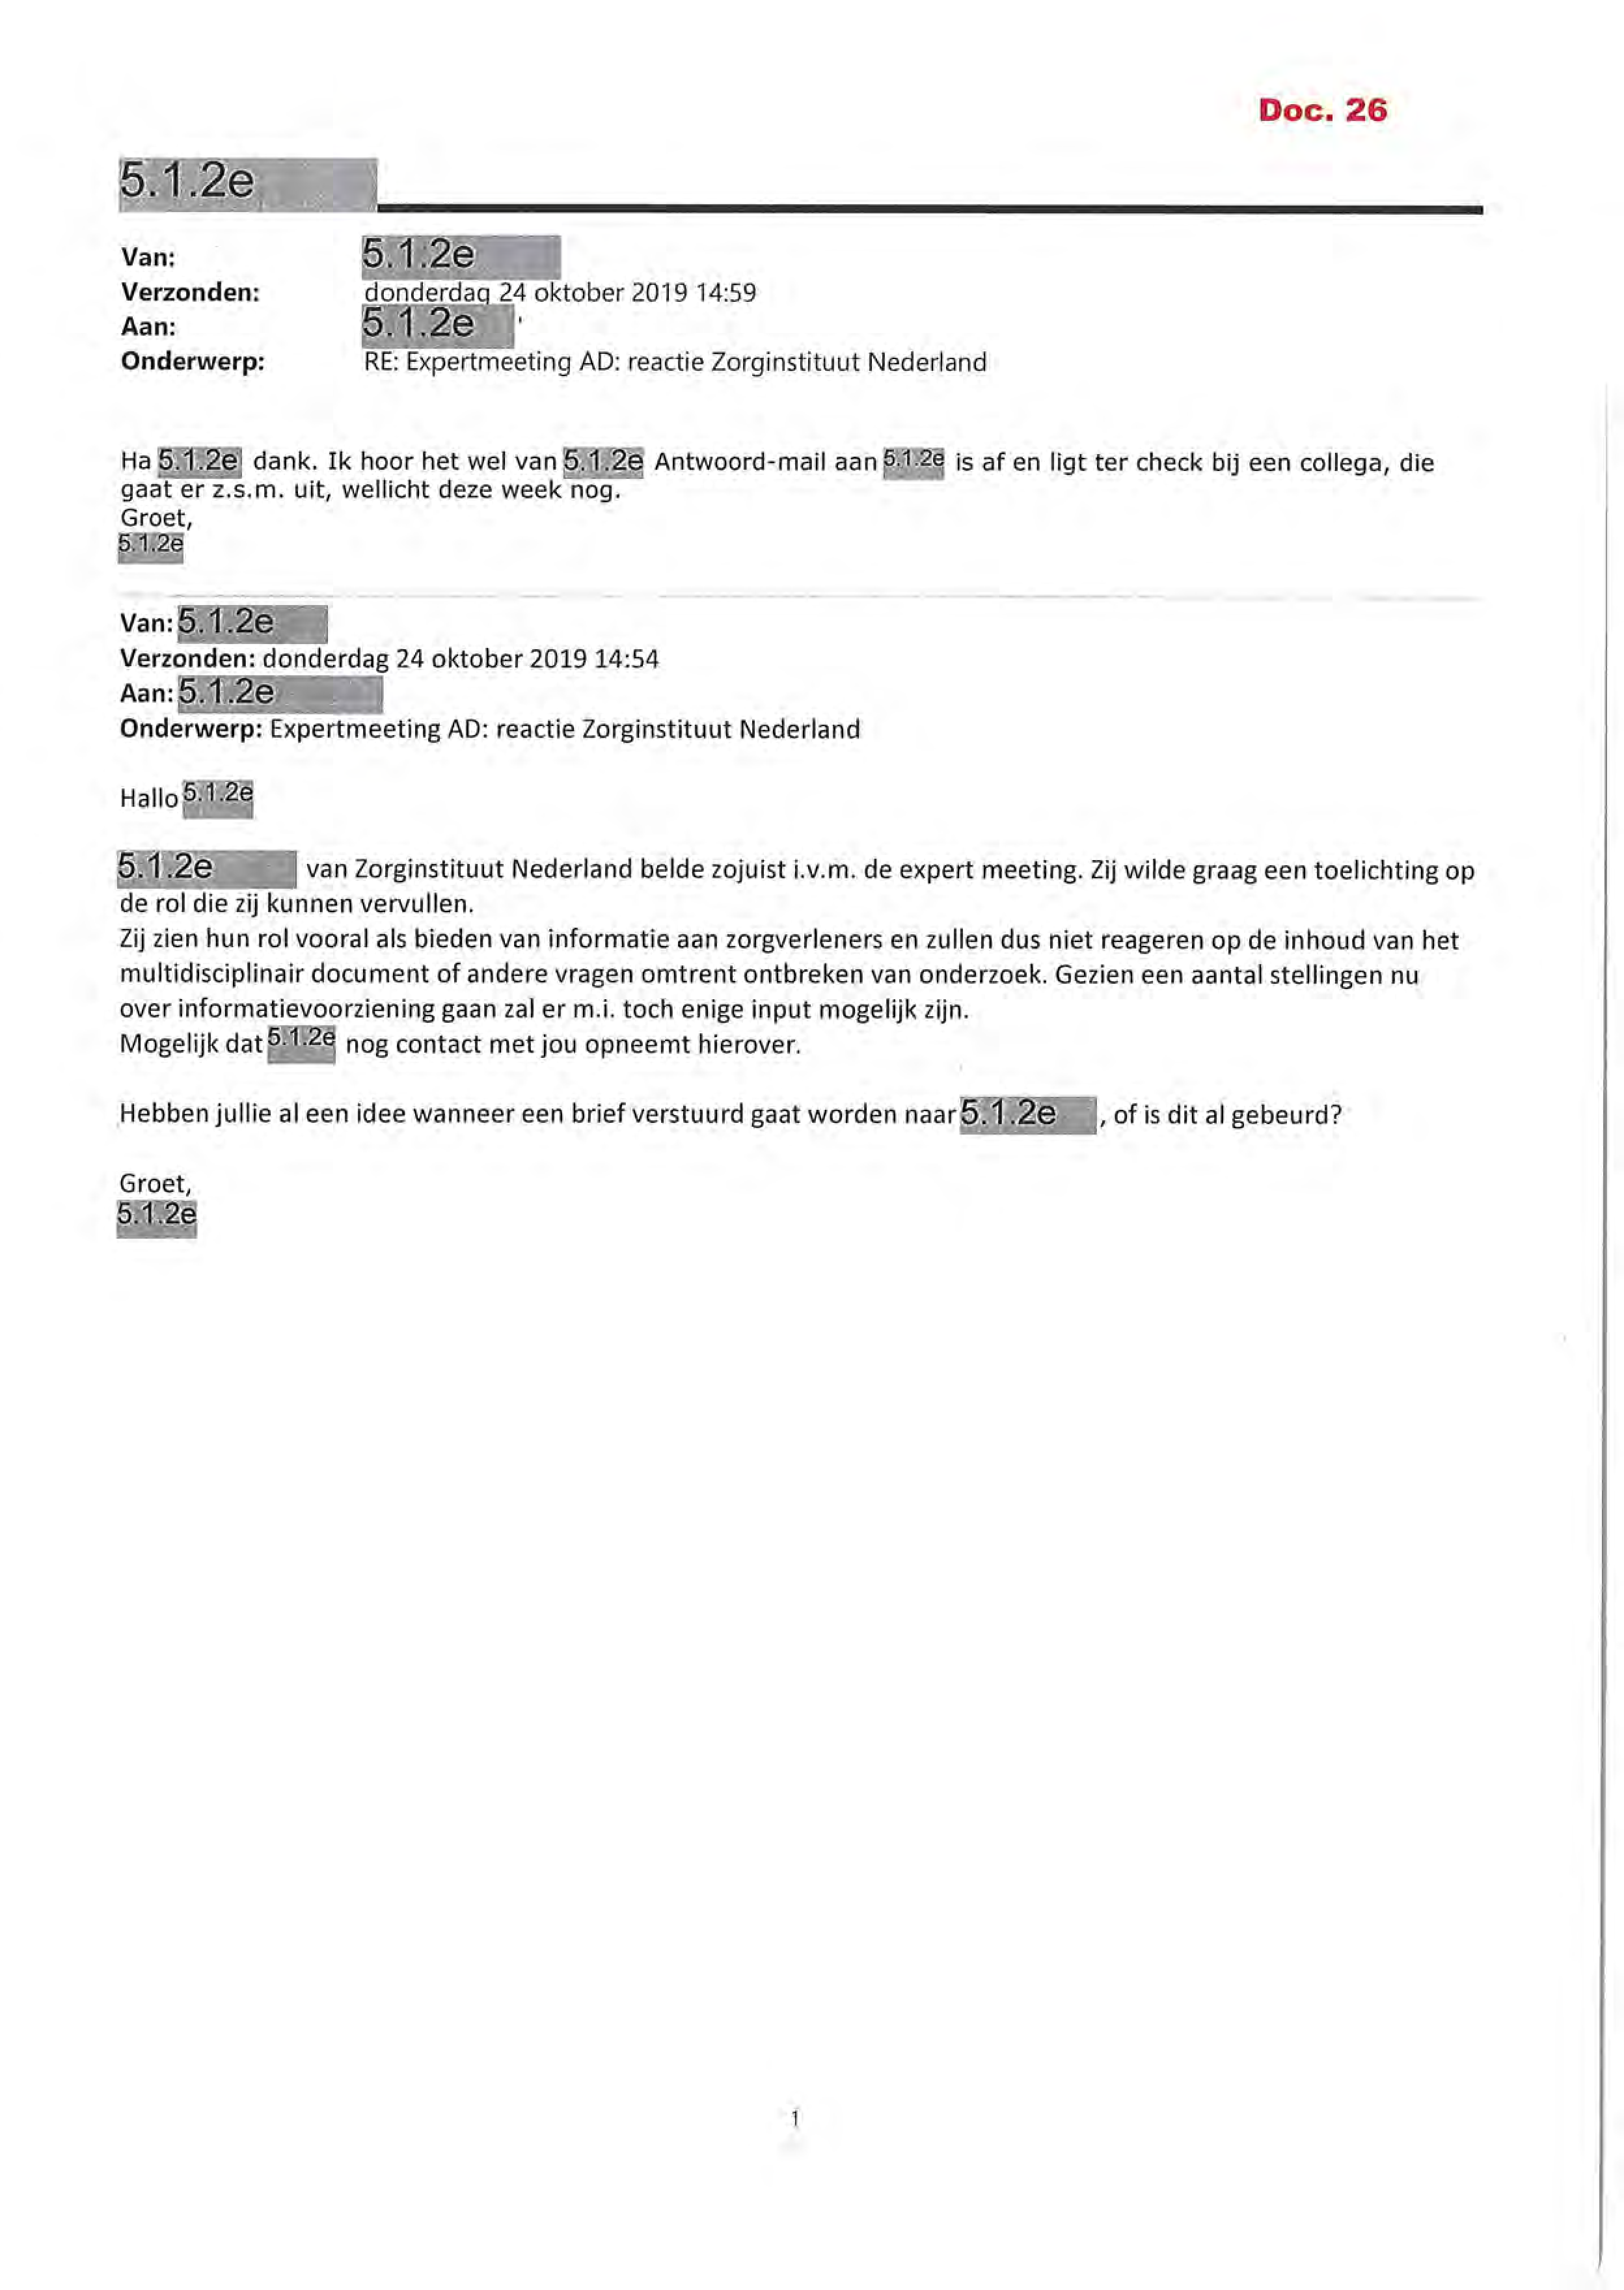 Doc. 26
5.1.2e
Van: 5.1.2e
Verzonden: donderdag 24 oktober 2019 14:59
Aan: 5.1.2e '
Onderwerp: RE: Expertmeeting AD: reactie Zorginstituut Nederland
Ha 5.1.2e dank. Ik hoor het wel van 5.1.2e Antwoord-mail aan 5.1.2e is af en ligt ter check bij een collega, die
gaat er z.s.m. uit, wellicht deze week nog.
Groet,
5.1.2e
Van: 5.1.2e
Verzonden: donderdag 24 oktober 2019 14:54
Aan: 5.1.2e
Onderwerp: Expertmeeting AD: reactie Zorginstituut Nederland
Hallo 5.1.2e
5.1.2e van Zorginstituut Nederland belde zojuist i.v.m. de expert meeting. Zij wilde graag een toelichting op
de rol die zij kunnen vervullen.
Zij zien hun rol vooral als bieden van informatie aan zorgverleners en zullen dus niet reageren op de inhoud van het
multidisciplinair document of andere vragen omtrent ontbreken van onderzoek. Gezien een aantal stellingen nu
over informatievoorziening gaan zal er m.i. toch enige input mogelijk zijn.
Mogelijk dat 5.1.2e nog contact met jou opneemt hierover.
Hebben jullie al een idee wanneer een brief verstuurd gaat worden naar 5.1.2e , of is dit al gebeurd?
Groet,
5.1.2e
1